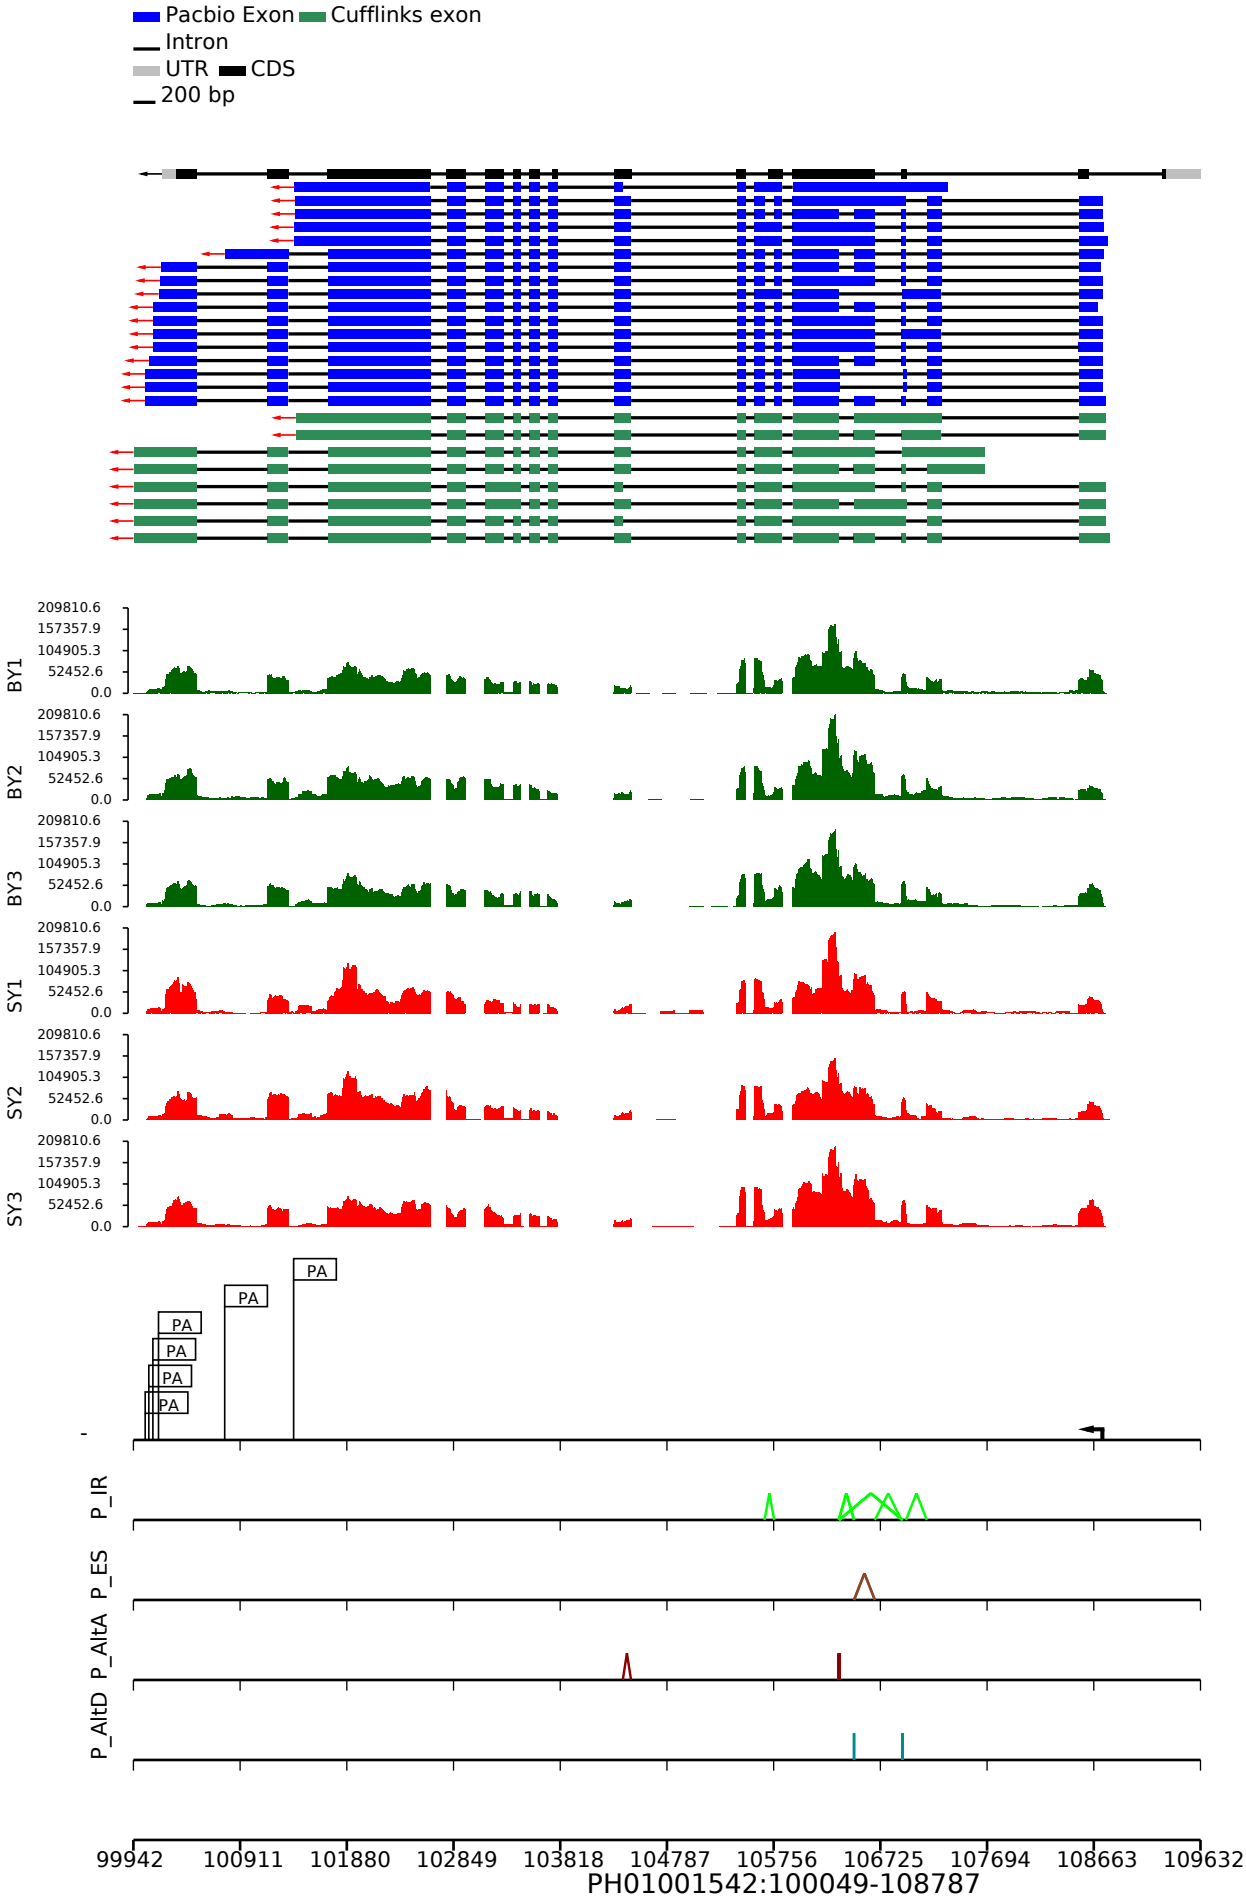 Pacbio Exon Cufflinks exon
Intron
UTR CDS
200 bp
BY1
209810.6
157357.9
104905.3
52452.6
0.0
BY2
209810.6
157357.9
104905.3
52452.6
0.0
BY3
209810.6
157357.9
104905.3
52452.6
0.0
SY1
209810.6
157357.9
104905.3
52452.6
0.0
SY2
209810.6
157357.9
104905.3
52452.6
0.0
SY3
209810.6
157357.9
104905.3
52452.6
0.0
PA
PA
PA
PA
PA
PA
-
P_IR
P_ES
P_AltA
P_AltD
99942 100911 101880 102849 103818 104787 105756 106725 107694 108663 109632
PH01001542:100049-108787